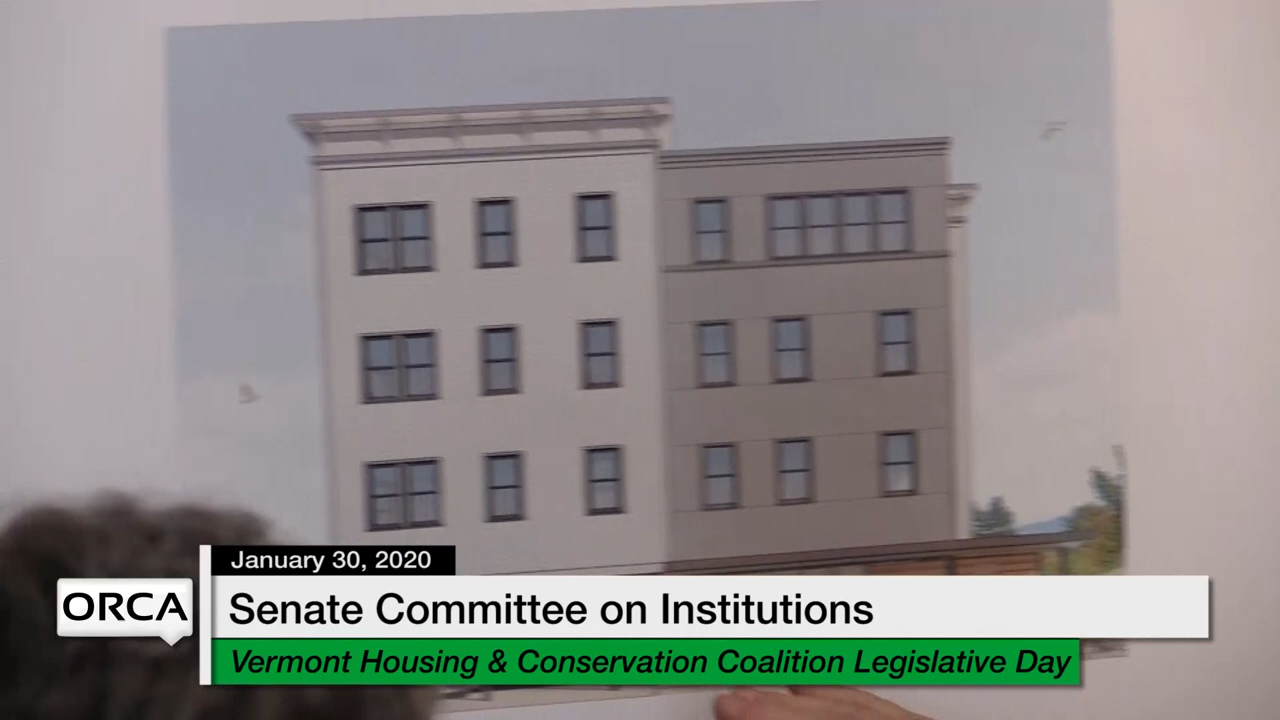 January 30, 2020
ORCA
Senate Committee on Institutions
Vermont Housing & Conservation Coalition Legislative Day